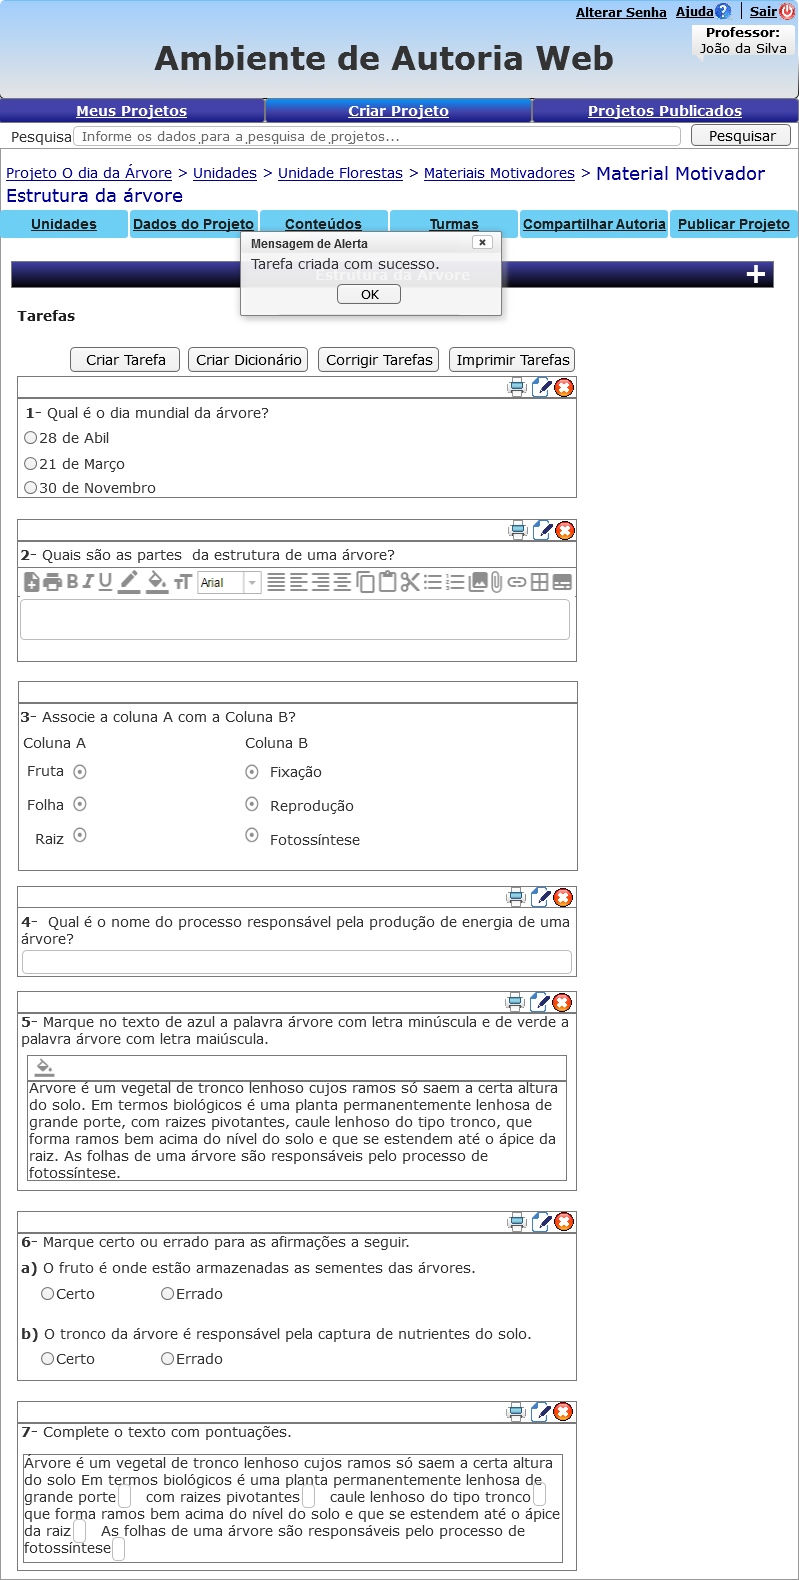 Alterar Senha Ajuda Sair
Professor:
João da Silva
Ambiente de Autoria Web
Meus Projetos Criar Projeto Projetos Publicados
Pesquisa Informe os dados para a pesquisa de projetos... Pesquisar
Projeto O dia da Árvore > Unidades > Unidade Florestas > Materiais Motivadores > Material Motivador
Estrutura da árvore
Unidades Dados do Projeto Conteúdos Turmas Compartilhar Autoria Publicar Projeto
Mensagem de Alerta
Tarefa criada com sucesso.
Estrutura da Árvore
OK
Tarefas
Criar Tarefa Criar Dicionário Corrigir Tarefas Imprimir Tarefas
1- Qual é o dia mundial da árvore?
28 de Abil
21 de Março
30 de Novembro
2- Quais são as partes da estrutura de uma árvore?
B I U Arial
3- Associe a coluna A com a Coluna B?
Coluna A Coluna B
Fruta Fixação
Folha Reprodução
Raiz Fotossíntese
4- Qual é o nome do processo responsável pela produção de energia de uma
árvore?
5- Marque no texto de azul a palavra árvore com letra minúscula e de verde a
palavra árvore com letra maiúscula.
Árvore é um vegetal de tronco lenhoso cujos ramos só saem a certa altura
do solo. Em termos biológicos é uma planta permanentemente lenhosa de
grande porte, com raizes pivotantes, caule lenhoso do tipo tronco, que
forma ramos bem acima do nível do solo e que se estendem até o ápice da
raiz. As folhas de uma árvore são responsáveis pelo processo de
fotossíntese.
6- Marque certo ou errado para as afirmações a seguir.
a) O fruto é onde estão armazenadas as sementes das árvores.
Certo Errado
b) O tronco da árvore é responsável pela captura de nutrientes do solo.
Certo Errado
7- Complete o texto com pontuações.
Árvore é um vegetal de tronco lenhoso cujos ramos só saem a certa altura
do solo Em termos biológicos é uma planta permanentemente lenhosa de
grande porte com raizes pivotantes caule lenhoso do tipo tronco
que forma ramos bem acima do nível do solo e que se estendem até o ápice
da raiz As folhas de uma árvore são responsáveis pelo processo de
fotossíntese